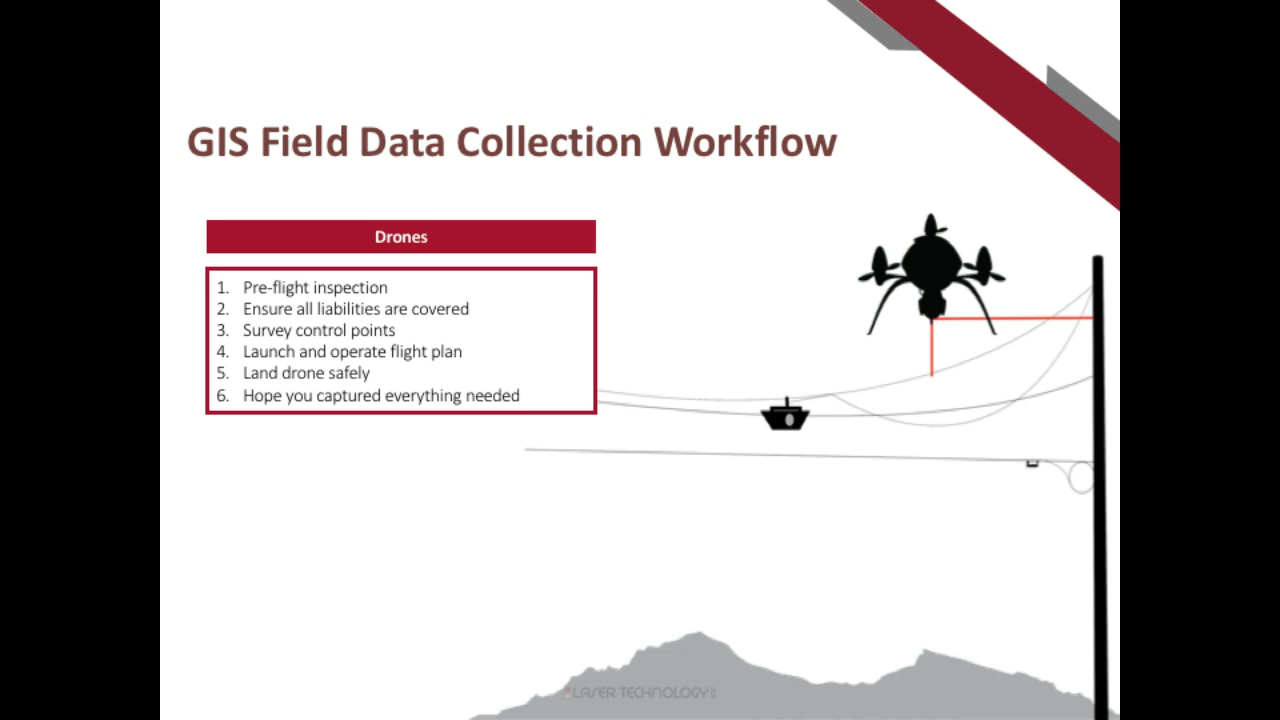 GIS Field Data Collection Workflow
Drones
1. Pre-flight inspection
2. Ensure all liabilities are covered
3. Survey control points
4. Launch and operate flight plan
5. Land drone safely
6. Hope you captured everything needed
LASER TECHNOLOGY